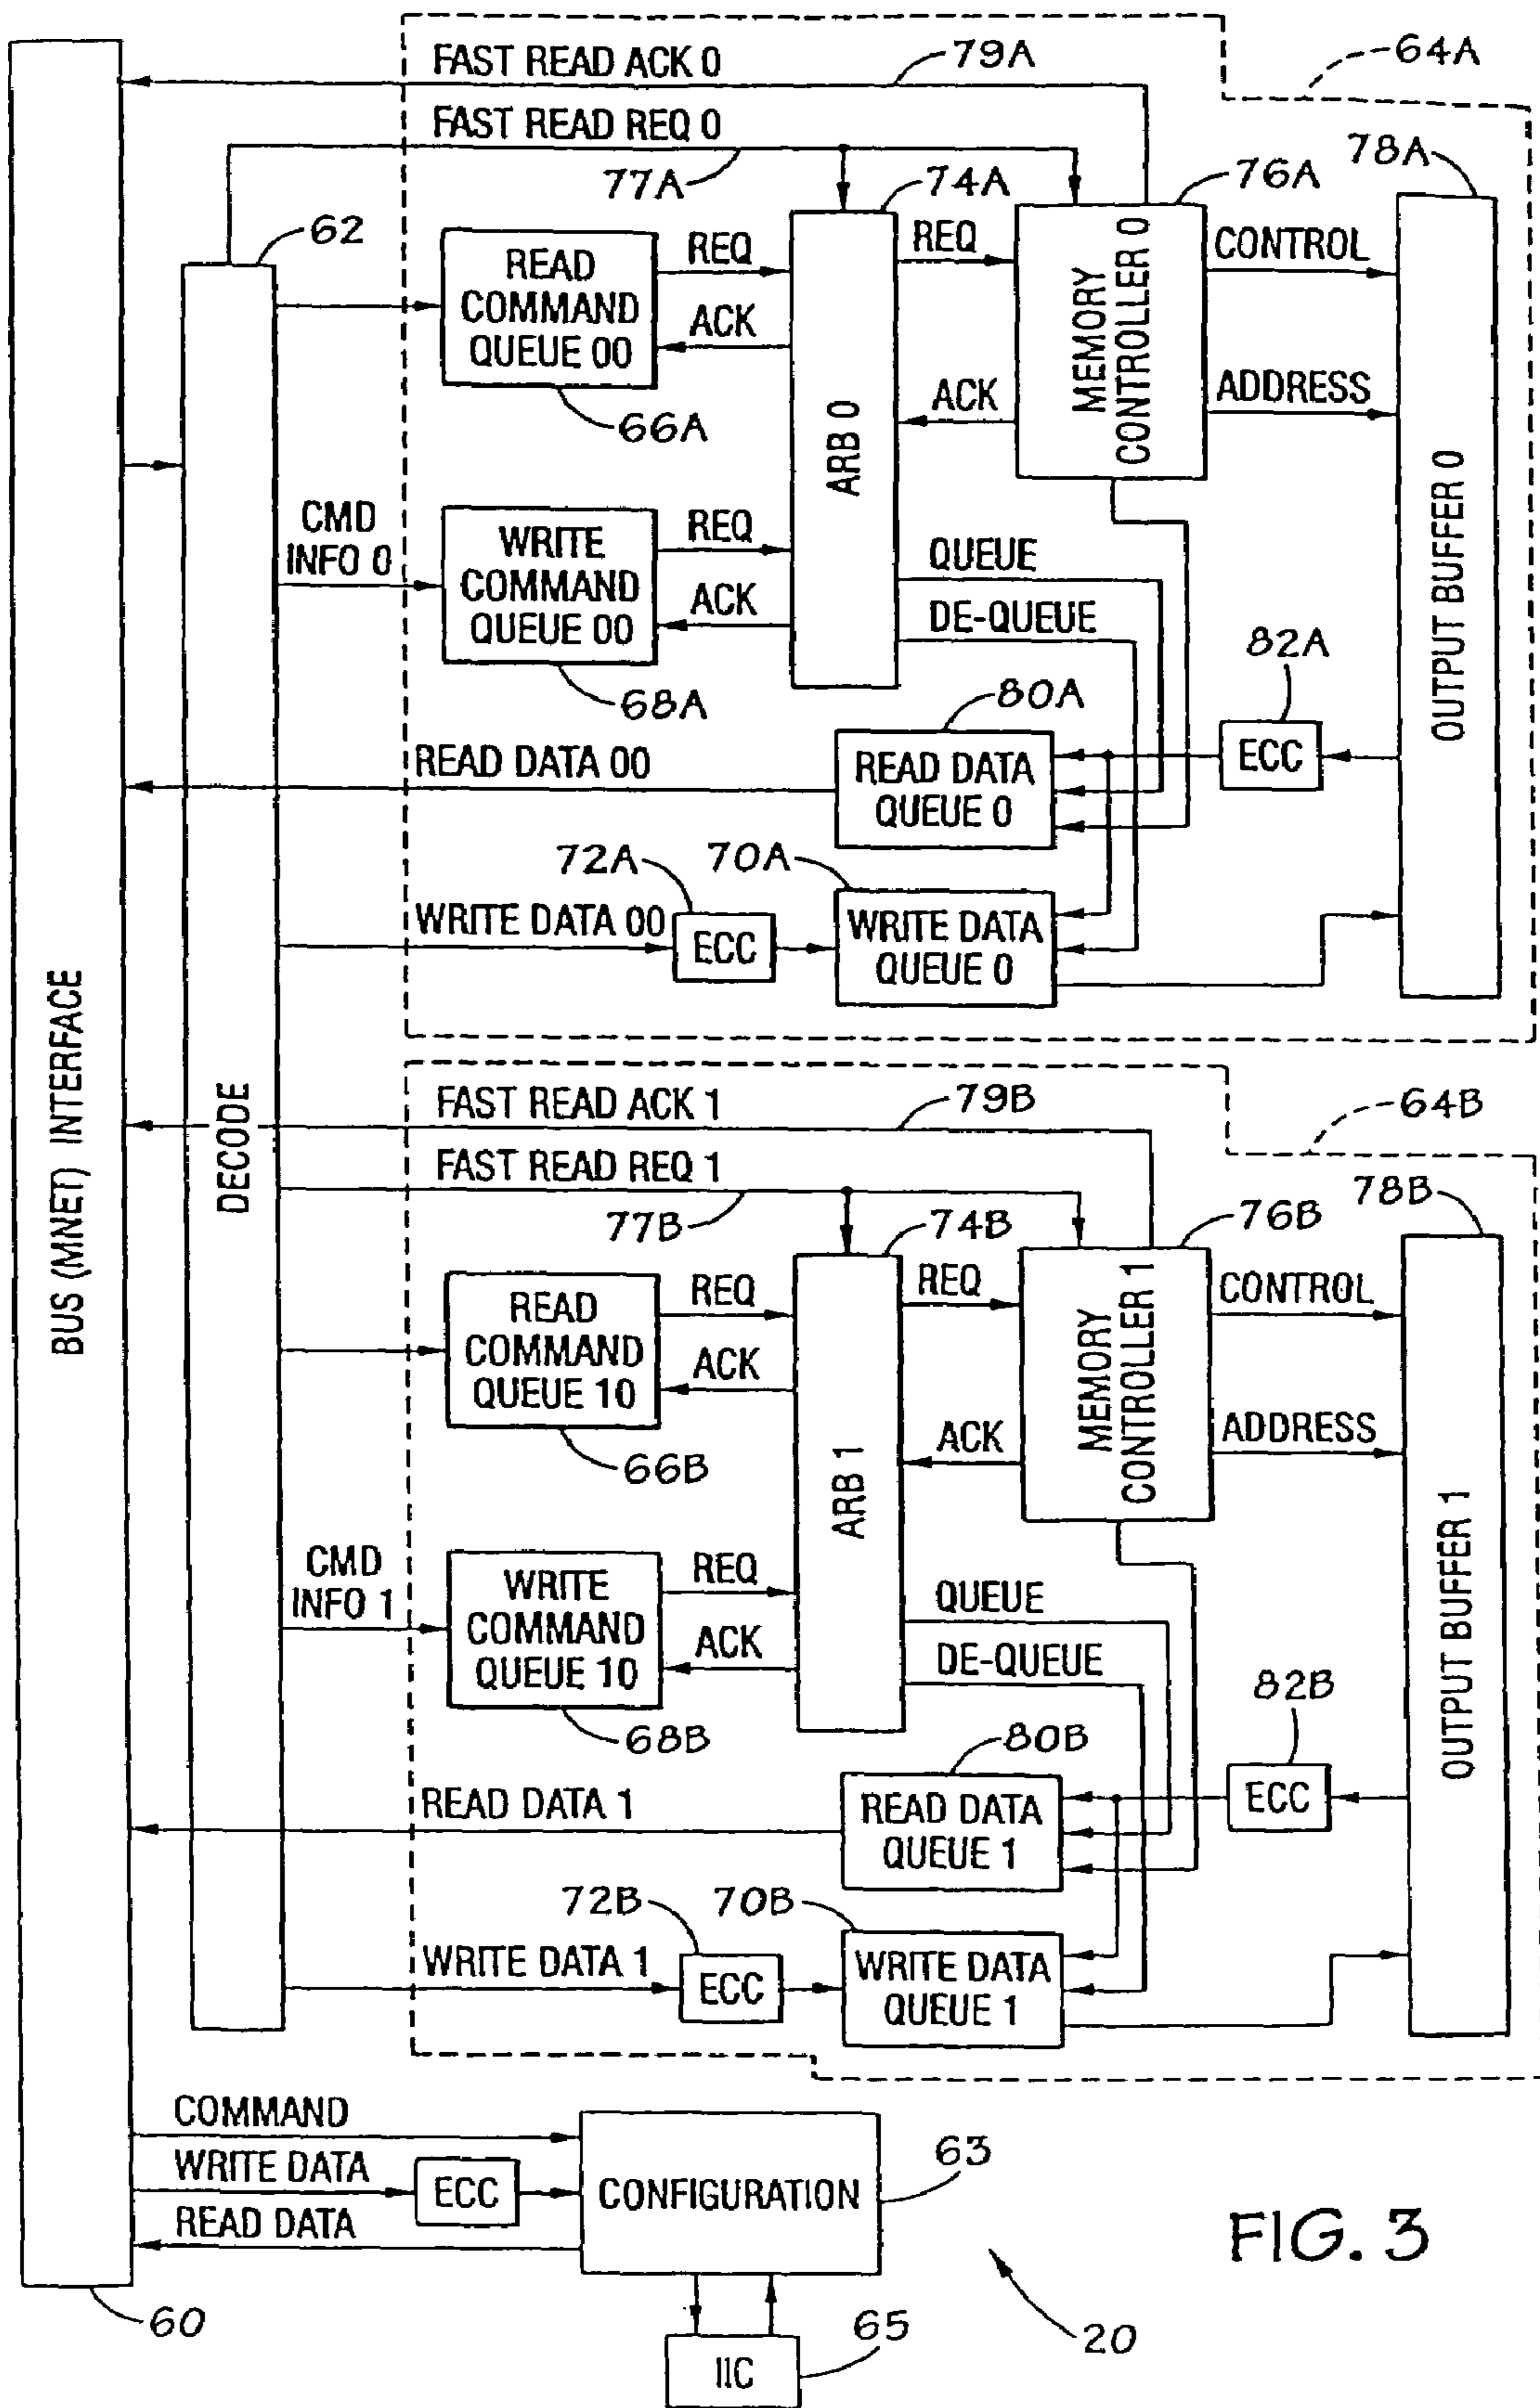 FAST READ ACK 0
79A
64A
FAST READ REQ 0
77A
74A
76A
78A
62
READ
COMMAND
QUEUE 00
REQ
ACK
66A
REQ
ACK
ARB 0
MEMORY
CONTROLLER 0
CONTROL
ADDRESS
OUTPUT BUFFER 0
CMD
INFO 0
WRITE
COMMAND
QUEUE 00
REQ
ACK
68A
QUEUE
DE-QUEUE
82A
ECC
80A
READ DATA 00
READ DATA
QUEUE 0
72A
70A
WRITE DATA 00
ECC
WRITE DATA
QUEUE 0
BUS (MNET) INTERFACE
DECODE
FAST READ ACK 1
79B
64B
FAST READ REQ 1
77B
74B
76B
78B
READ
COMMAND
QUEUE 10
REQ
ACK
66B
REQ
ACK
ARB 1
MEMORY
CONTROLLER 1
CONTROL
ADDRESS
OUTPUT BUFFER 1
CMD
INFO 1
WRITE
COMMAND
QUEUE 10
REQ
ACK
68B
QUEUE
DE-QUEUE
82B
ECC
80B
READ DATA 1
READ DATA
QUEUE 1
72B
70B
WRITE DATA 1
ECC
WRITE DATA
QUEUE 1
COMMAND
WRITE DATA
ECC
READ DATA
CONFIGURATION
63
60
65
IIC
20
FIG. 3